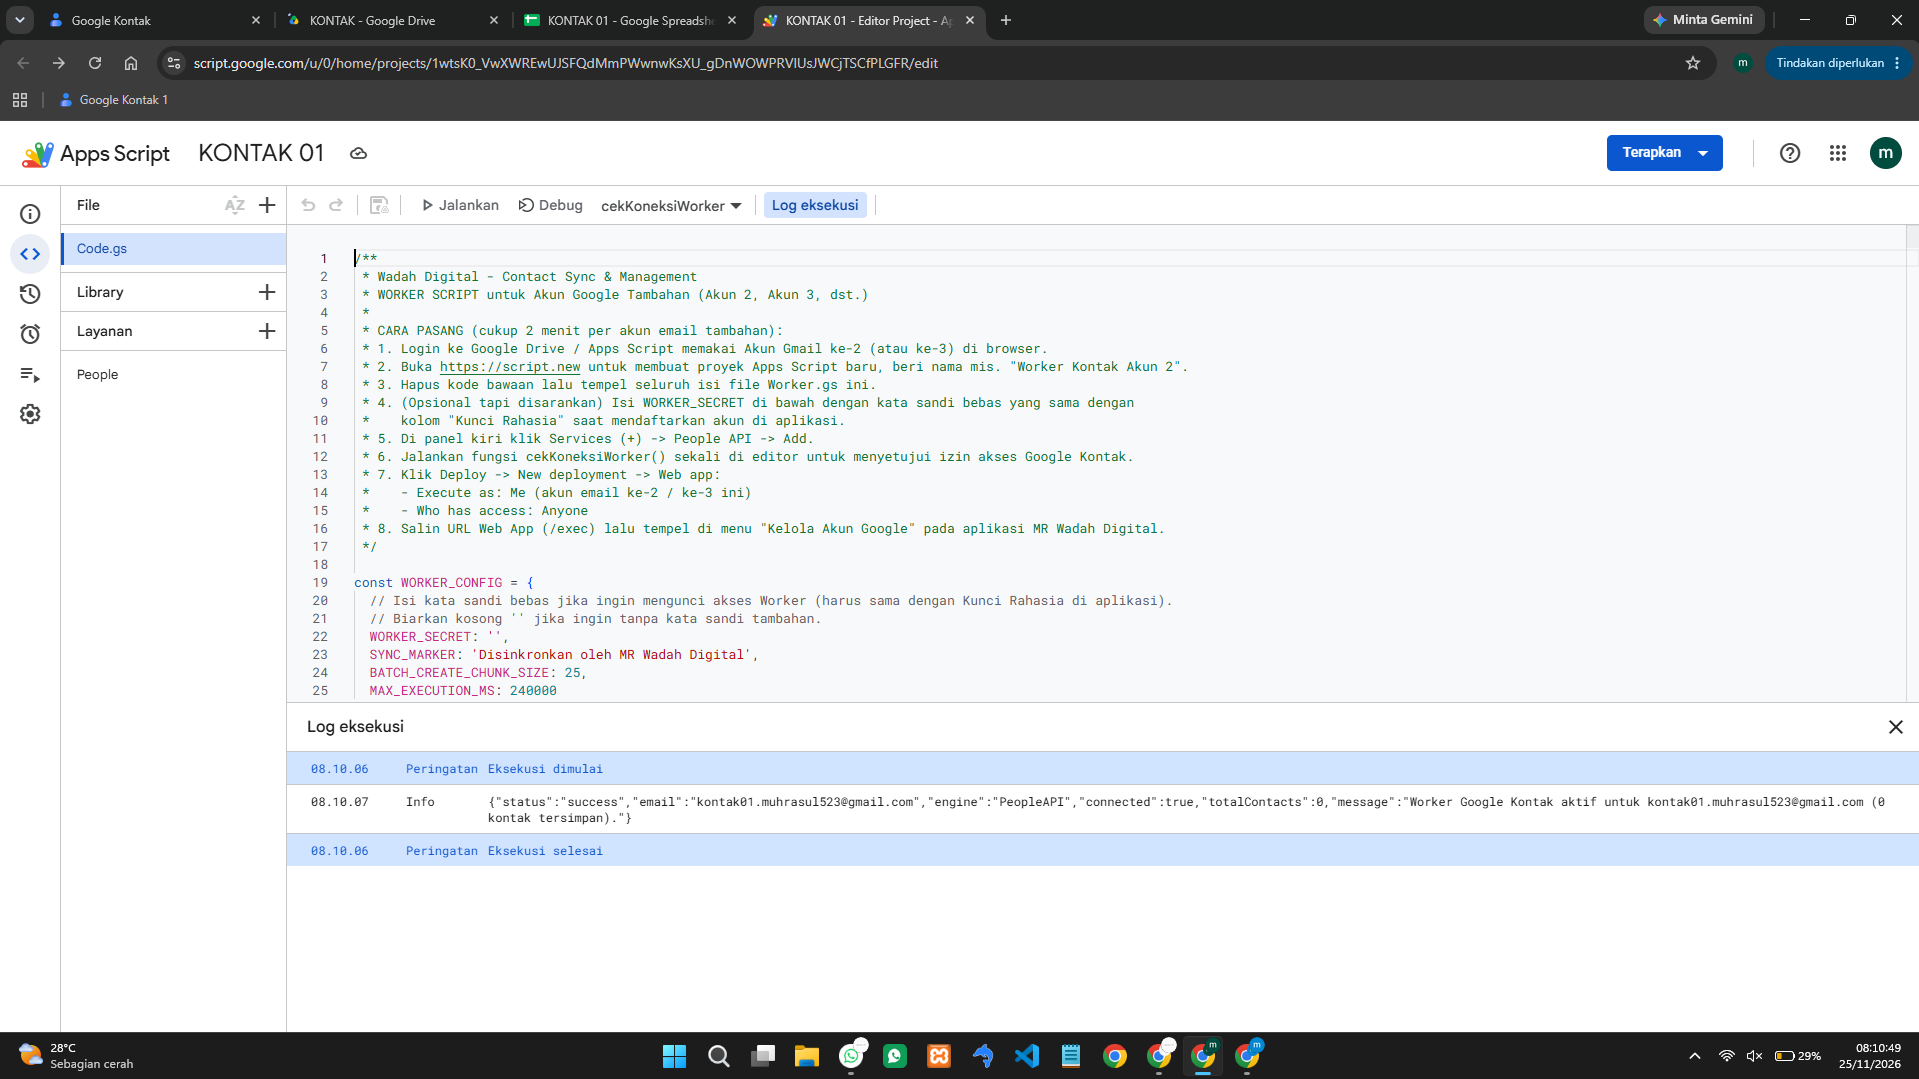 Google Kontak
KONTAK - Google Drive
KONTAK 01 - Google Spreadshe
KONTAK 01 - Editor Project - Ap
Minta Gemini
script.google.com/u/0/home/projects/1wtsK0_VwXWREwUJSFQdMmPWwnwKsXU_gDnWOWPRVIUsJWCjTSCfPLGFR/edit
m
Tindakan diperlukan
Google Kontak 1
Apps Script
KONTAK 01
Terapkan
m
File
AZ
Jalankan
Debug
cekKoneksiWorker
Log eksekusi
Code.gs
Library
Layanan
People
1 /**
2 * Wadah Digital - Contact Sync & Management
3 * WORKER SCRIPT untuk Akun Google Tambahan (Akun 2, Akun 3, dst.)
4 *
5 * CARA PASANG (cukup 2 menit per akun email tambahan):
6 * 1. Login ke Google Drive / Apps Script memakai Akun Gmail ke-2 (atau ke-3) di browser.
7 * 2. Buka https://script.new untuk membuat proyek Apps Script baru, beri nama mis. "Worker Kontak Akun 2".
8 * 3. Hapus kode bawaan lalu tempel seluruh isi file Worker.gs ini.
9 * 4. (Opsional tapi disarankan) Isi WORKER_SECRET di bawah dengan kata sandi bebas yang sama dengan
10 * kolom "Kunci Rahasia" saat mendaftarkan akun di aplikasi.
11 * 5. Di panel kiri klik Services (+) -> People API -> Add.
12 * 6. Jalankan fungsi cekKoneksiWorker() sekali di editor untuk menyetujui izin akses Google Kontak.
13 * 7. Klik Deploy -> New deployment -> Web app:
14 * - Execute as: Me (akun email ke-2 / ke-3 ini)
15 * - Who has access: Anyone
16 * 8. Salin URL Web App (/exec) lalu tempel di menu "Kelola Akun Google" pada aplikasi MR Wadah Digital.
17 */
18
19 const WORKER_CONFIG = {
20 // Isi kata sandi bebas jika ingin mengunci akses Worker (harus sama dengan Kunci Rahasia di aplikasi).
21 // Biarkan kosong '' jika ingin tanpa kata sandi tambahan.
22 WORKER_SECRET: '',
23 SYNC_MARKER: 'Disinkronkan oleh MR Wadah Digital',
24 BATCH_CREATE_CHUNK_SIZE: 25,
25 MAX_EXECUTION_MS: 240000
Log eksekusi
08.10.06 Peringatan Eksekusi dimulai
08.10.07 Info {"status":"success","email":"kontak01.muhrasul523@gmail.com","engine":"PeopleAPI","connected":true,"totalContacts":0,"message":"Worker Google Kontak aktif untuk kontak01.muhrasul523@gmail.com (0
kontak tersimpan)."}
08.10.06 Peringatan Eksekusi selesai
28°C
Sebagian cerah
m
m
29%
08:10:49
25/11/2026